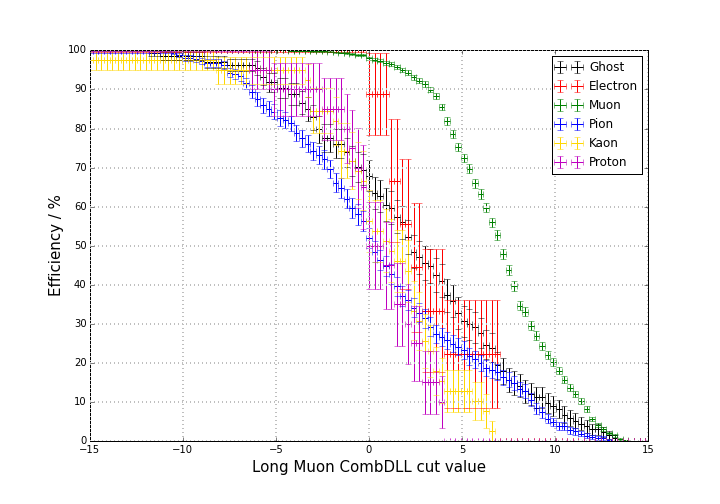 100
90
80
70
60
50
40
30
20
10
0
Efficiency / %
Ghost
Electron
Muon
Pion
Kaon
Proton
−15 −10 −5 0 5 10 15
Long Muon CombDLL cut value